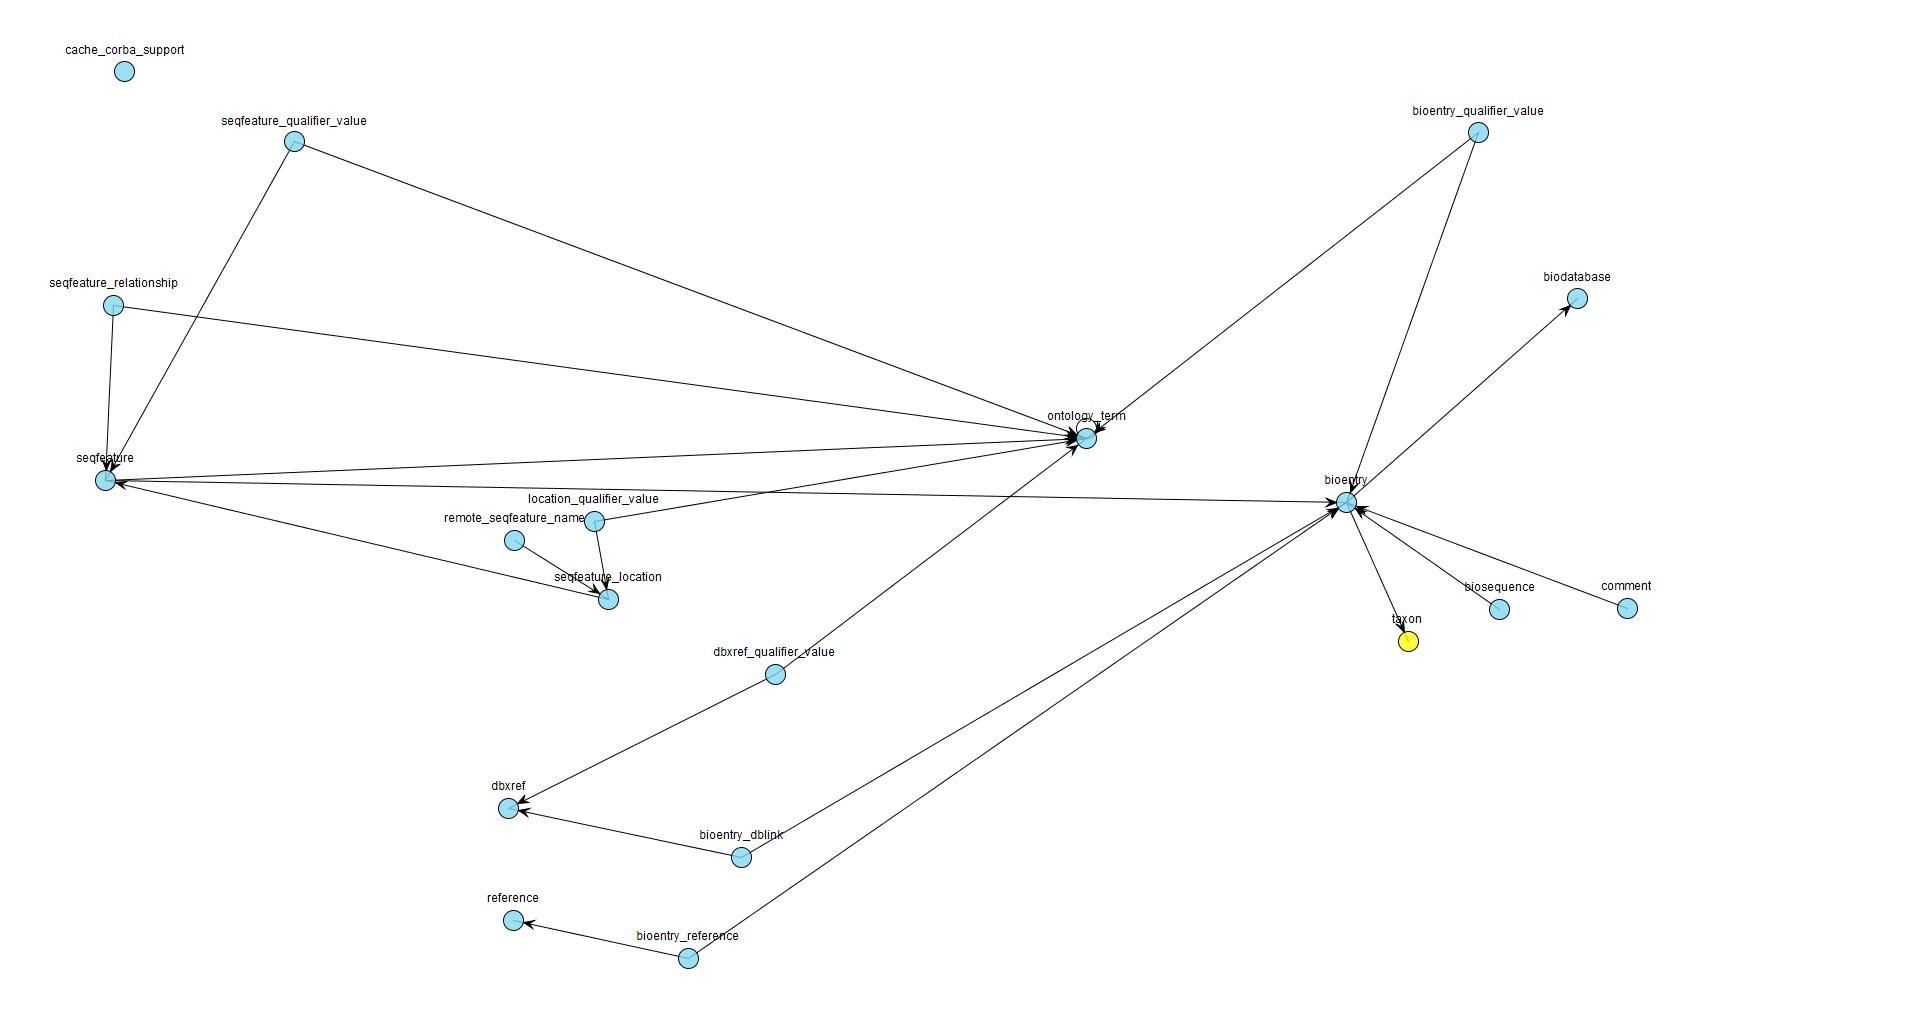 cache_corba_support
seqfeature_qualifier_value
bioentry_qualifier_value
biodatabase
seqfeature_relationship
ontology_term
seqfeature
bioentry
location_qualifier_value
remote_seqfeature_name
seqfeature_location
biosequence
comment
taxon
dbxref_qualifier_value
dbxref
bioentry_dblink
reference
bioentry_reference